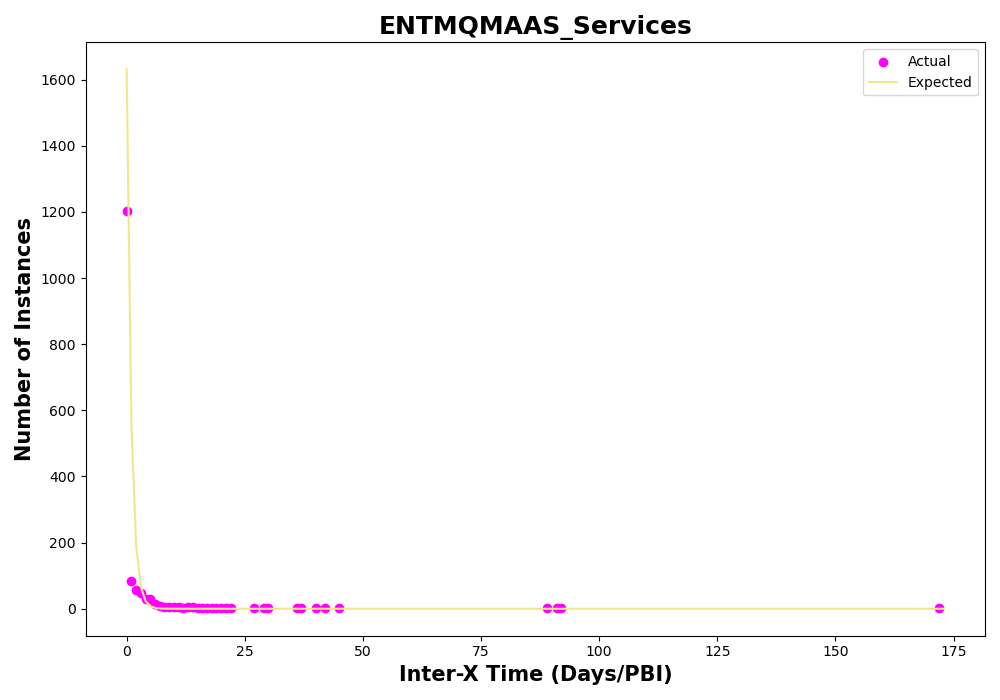 ENTMQMAAS_Services
Actual
Expected
Number of Instances
1600
1400
1200
1000
800
600
400
200
0
0 25 50 75 100 125 150 175
Inter-X Time (Days/PBI)